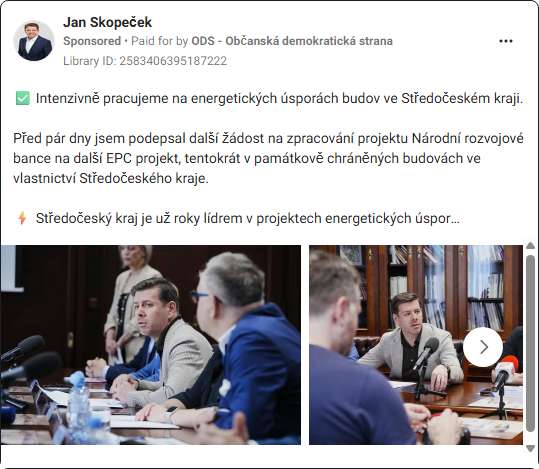 Jan Skopeček
Sponsored • Paid for by ODS - Občanská demokratická strana
Library ID: 2583406395187222
✅ Intenzivně pracujeme na energetických úsporách budov ve Středočeském kraji.
Před pár dny jsem podepsal další žádost na zpracování projektu Národní rozvojové
bance na další EPC projekt, tentokrát v památkově chráněných budovách ve
vlastnictví Středočeského kraje.
⚡ Středočeský kraj je už roky lídrem v projektech energetických úspor...